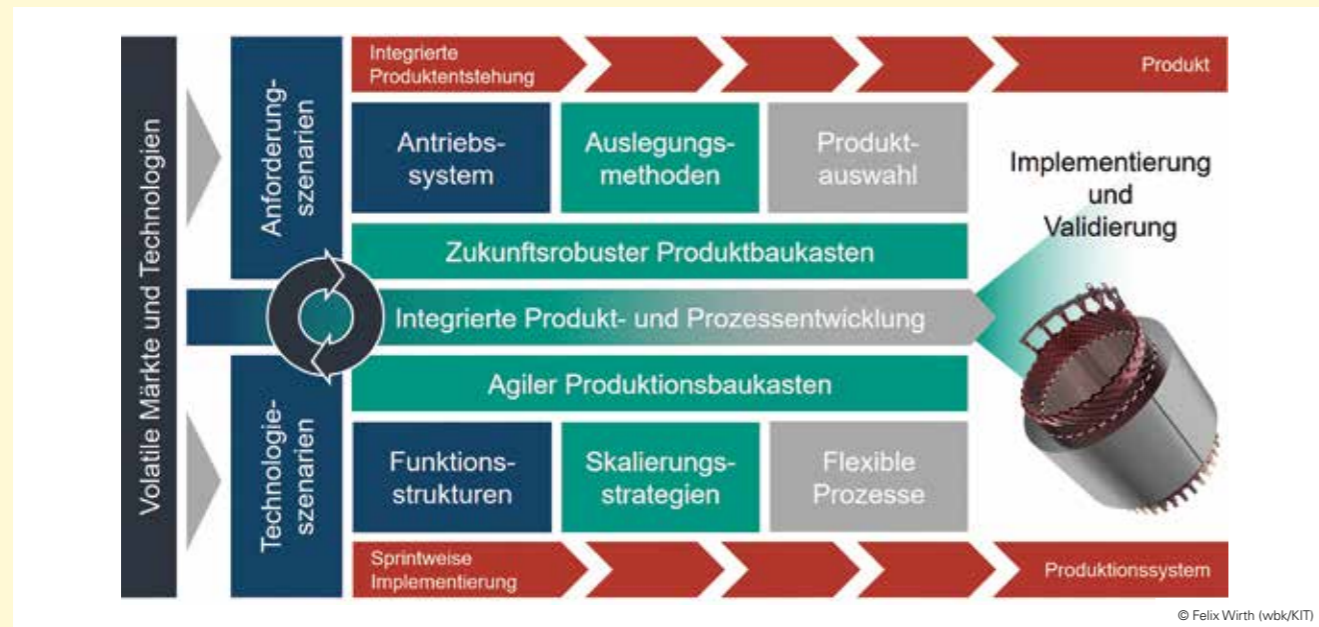 Volatile Märkte und Technologien
Anforderung-
szenarien
Technologie-
szenarien
Integrierte
Produktentstehung
Produkt
Antriebs-
system
Auslegungs-
methoden
Produkt-
auswahl
Zukunftsrobuster Produktbaukasten
Integrierte Produkt- und Prozessentwicklung
Agiler Produktionsbaukasten
Funktions-
strukturen
Skalierungs-
strategien
Flexible
Prozesse
Sprintweise
Implementierung
Produktionssystem
Implementierung
und
Validierung
© Felix Wirth (wbk/KIT)